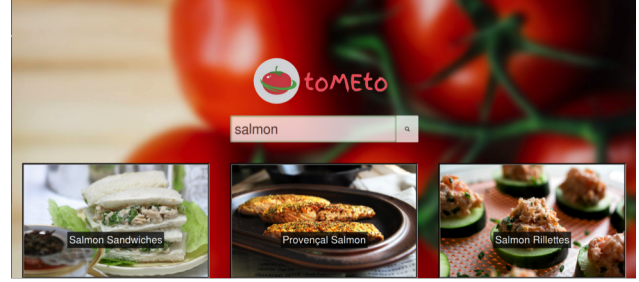 toMEto
salmon
Salmon Sandwiches
Provençal Salmon
Salmon Rillettes